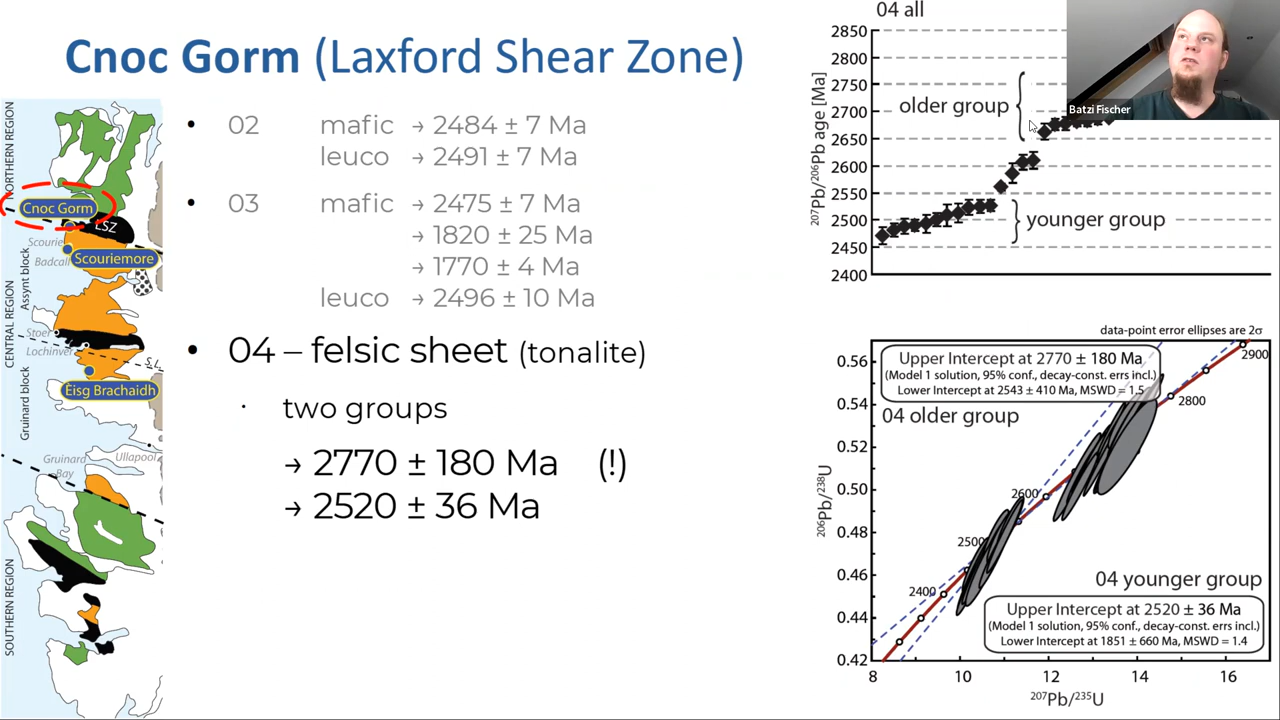 Cnoc Gorm (Laxford Shear Zone)
• 02 mafic → 2484 ± 7 Ma
leuco → 2491 ± 7 Ma
• 03 mafic → 2475 ± 7 Ma
→ 1820 ± 25 Ma
→ 1770 ± 4 Ma
leuco → 2496 ± 10 Ma
• 04 – felsic sheet (tonalite)
· two groups
→ 2770 ± 180 Ma (!)
→ 2520 ± 36 Ma
NORTHERN REGION
Cnoc Gorm
LSZ
Scourie
Scouriemore
Badcall
Assynt block
CENTRAL REGION
Stoer
Lochinver
Eisg Brachaidh
Gruinard block
Gruinard
Bay
Ullapool
SOUTHERN REGION
04 all
Batzi Fischer
207Pb/206Pb age [Ma]
2850
2800
2750
2700
2650
2600
2550
2500
2450
2400
older group
younger group
data-point error ellipses are 2σ
Upper Intercept at 2770 ± 180 Ma
(Model 1 solution, 95% conf., decay-const. errs incl.)
Lower Intercept at 2543 ± 410 Ma, MSWD = 1.5
04 older group
2900
2800
2600
2500
2400
04 younger group
Upper Intercept at 2520 ± 36 Ma
(Model 1 solution, 95% conf., decay-const. errs incl.)
Lower Intercept at 1851 ± 660 Ma, MSWD = 1.4
206Pb/238U
0.56
0.54
0.52
0.50
0.48
0.46
0.44
0.42
8 10 12 14 16
207Pb/235U